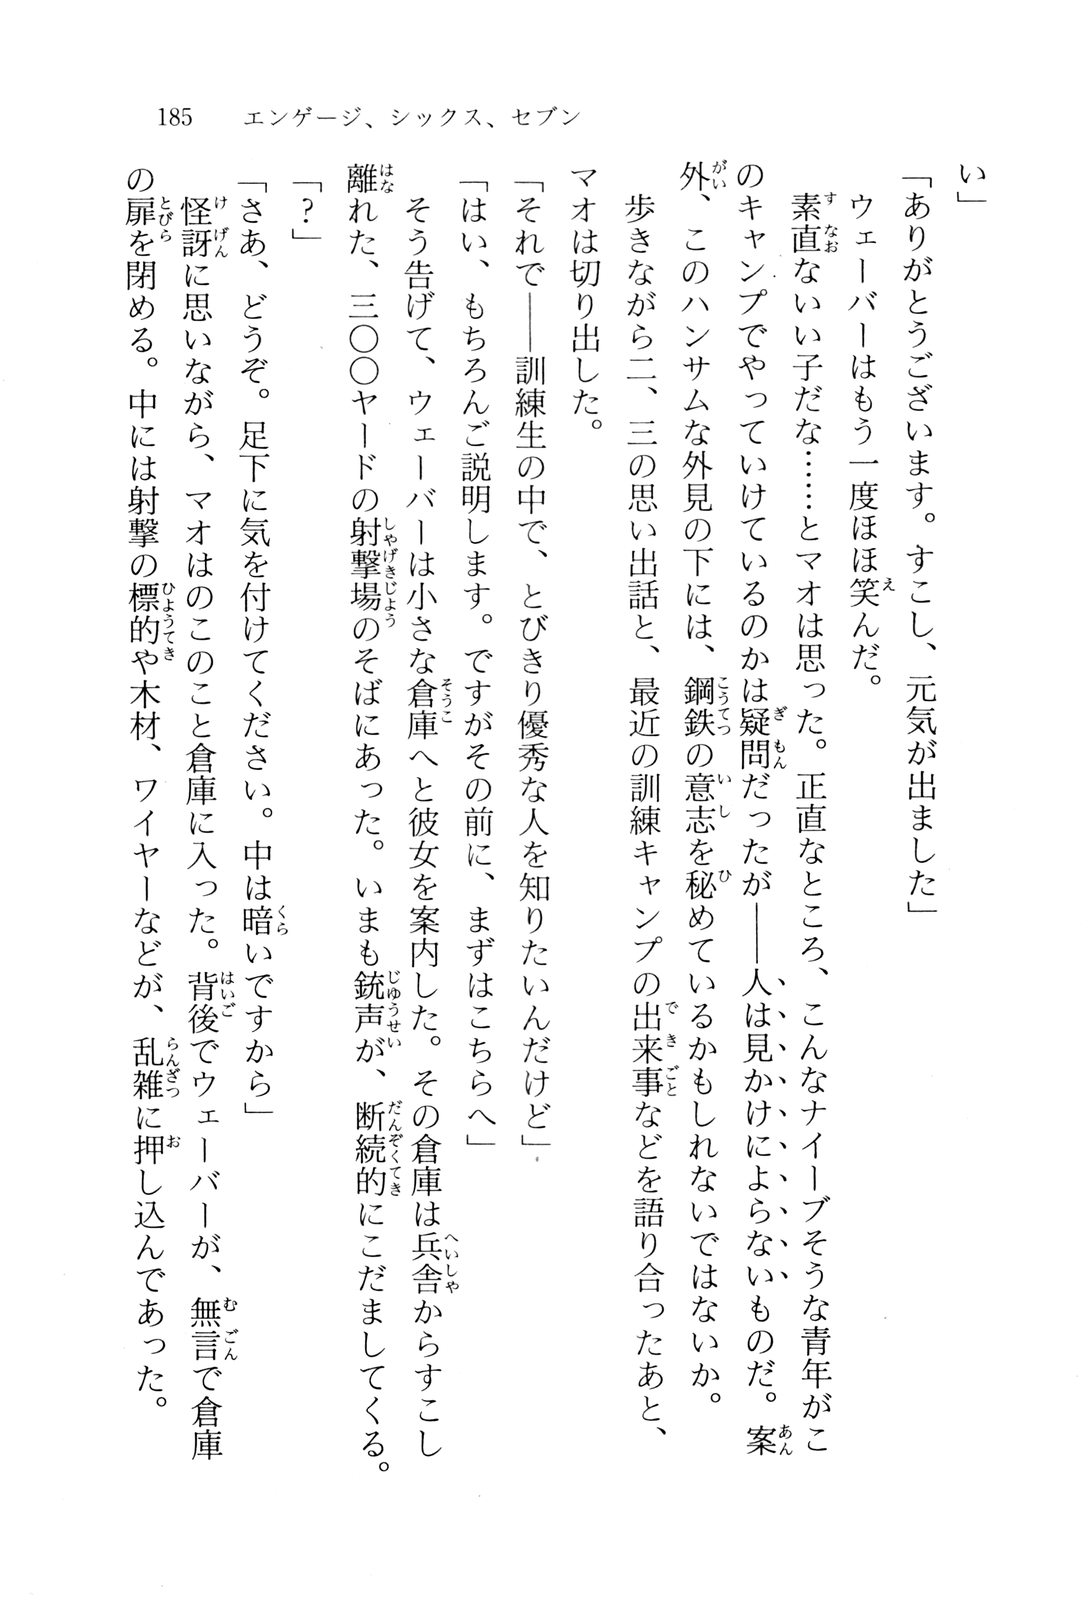 185　エンゲージ、シックス、セブン
い」
「ありがとうございます。すこし、元気が出ました」
　ウェーバーはもう一度ほほ笑んだ。
　素直ないい子だな……とマオは思った。正直なところ、こんなナイーブそうな青年がこ
のキャンプでやっていけているのかは疑問だったが――人は見かけによらないものだ。案
外、このハンサムな外見の下には、鋼鉄の意志を秘めているかもしれないではないか。
　歩きながら二、三の思い出話と、最近の訓練キャンプの出来事などを語り合ったあと、
マオは切り出した。
「それで――訓練生の中で、とびきり優秀な人を知りたいんだけど」
「はい、もちろんご説明します。ですがその前に、まずはこちらへ」
　そう告げて、ウェーバーは小さな倉庫へと彼女を案内した。その倉庫は兵舎からすこし
離れた、三〇〇ヤードの射撃場のそばにあった。いまも銃声が、断続的にこだましてくる。
「？」
「さあ、どうぞ。足下に気を付けてください。中は暗いですから」
　怪訝に思いながら、マオはのこのこと倉庫に入った。背後でウェーバーが、無言で倉庫
の扉を閉める。中には射撃の標的や木材、ワイヤーなどが、乱雑に押し込んであった。